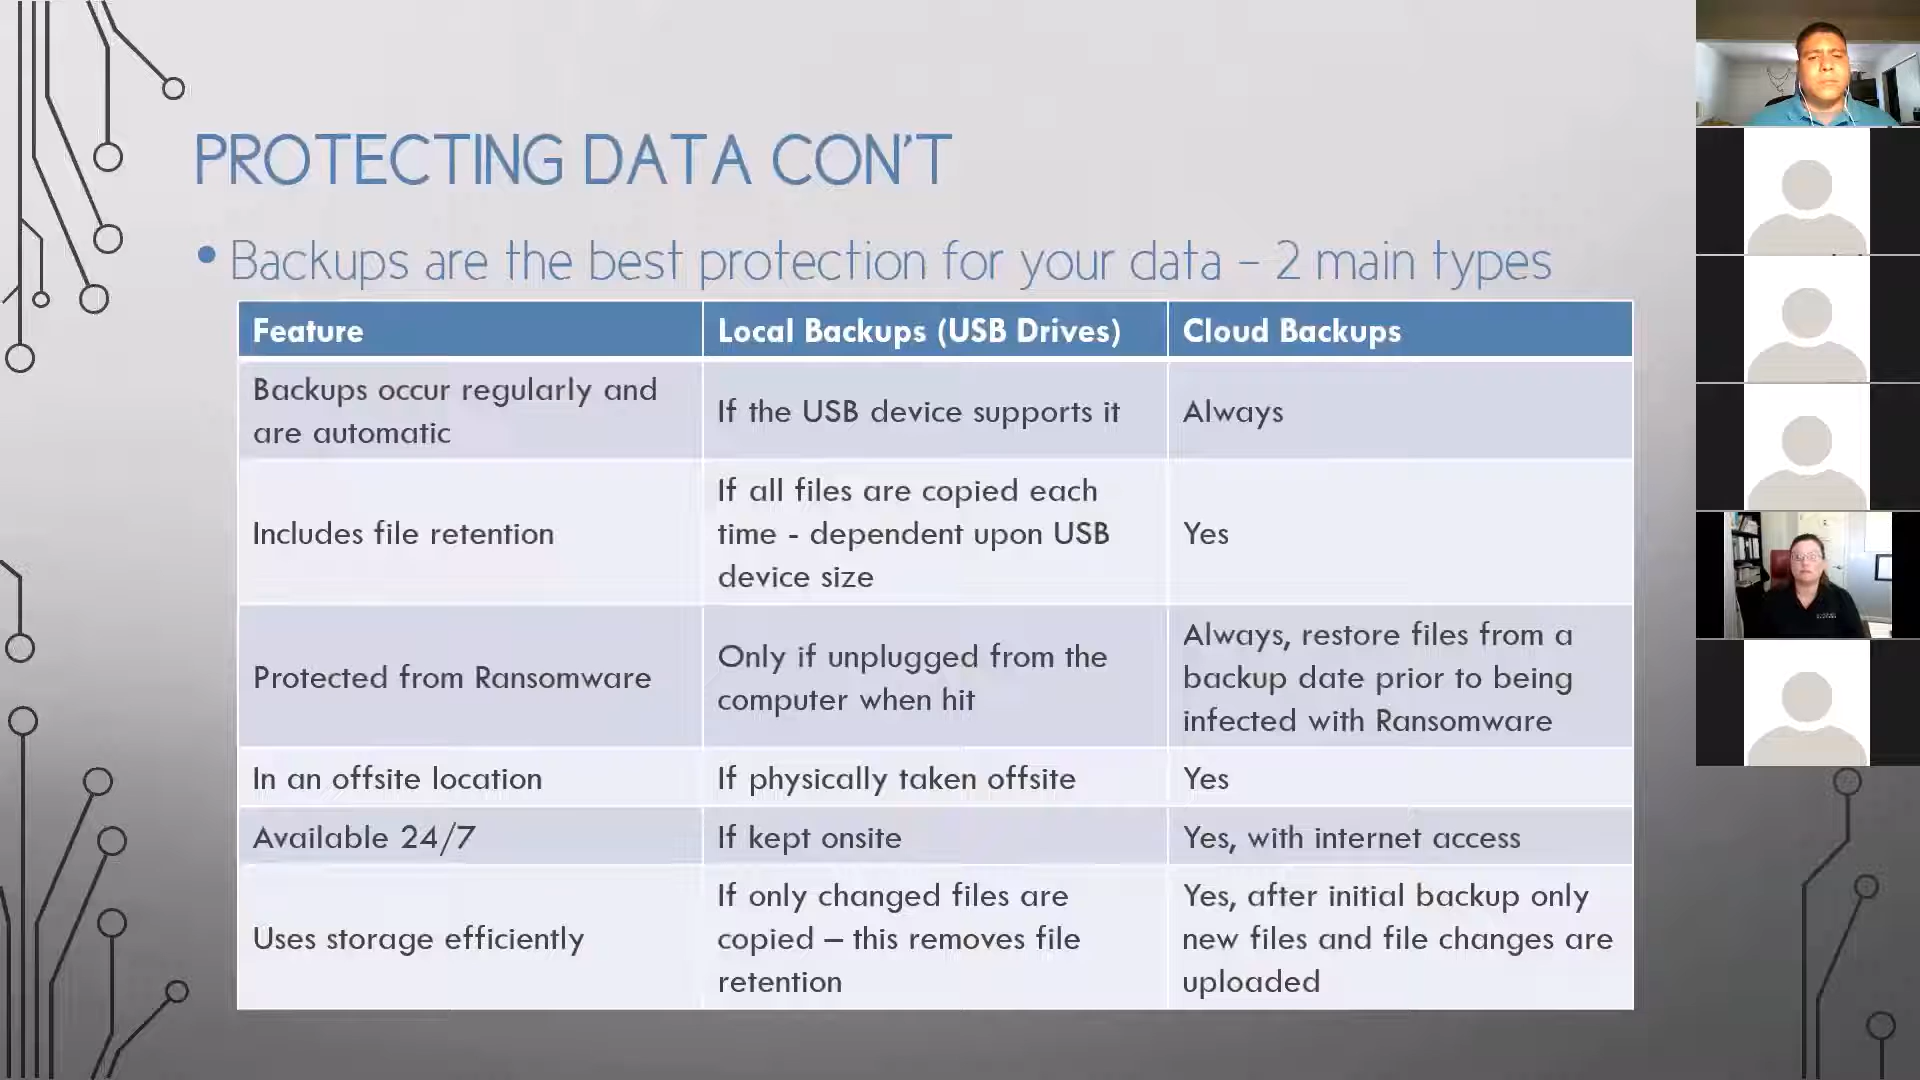 PROTECTING DATA CON'T
• Backups are the best protection for your data – 2 main types
Feature
Local Backups (USB Drives)
Cloud Backups
Backups occur regularly and
are automatic
If the USB device supports it
Always
Includes file retention
If all files are copied each
time - dependent upon USB
device size
Yes
Protected from Ransomware
Only if unplugged from the
computer when hit
Always, restore files from a
backup date prior to being
infected with Ransomware
In an offsite location
If physically taken offsite
Yes
Available 24/7
If kept onsite
Yes, with internet access
Uses storage efficiently
If only changed files are
copied – this removes file
retention
Yes, after initial backup only
new files and file changes are
uploaded